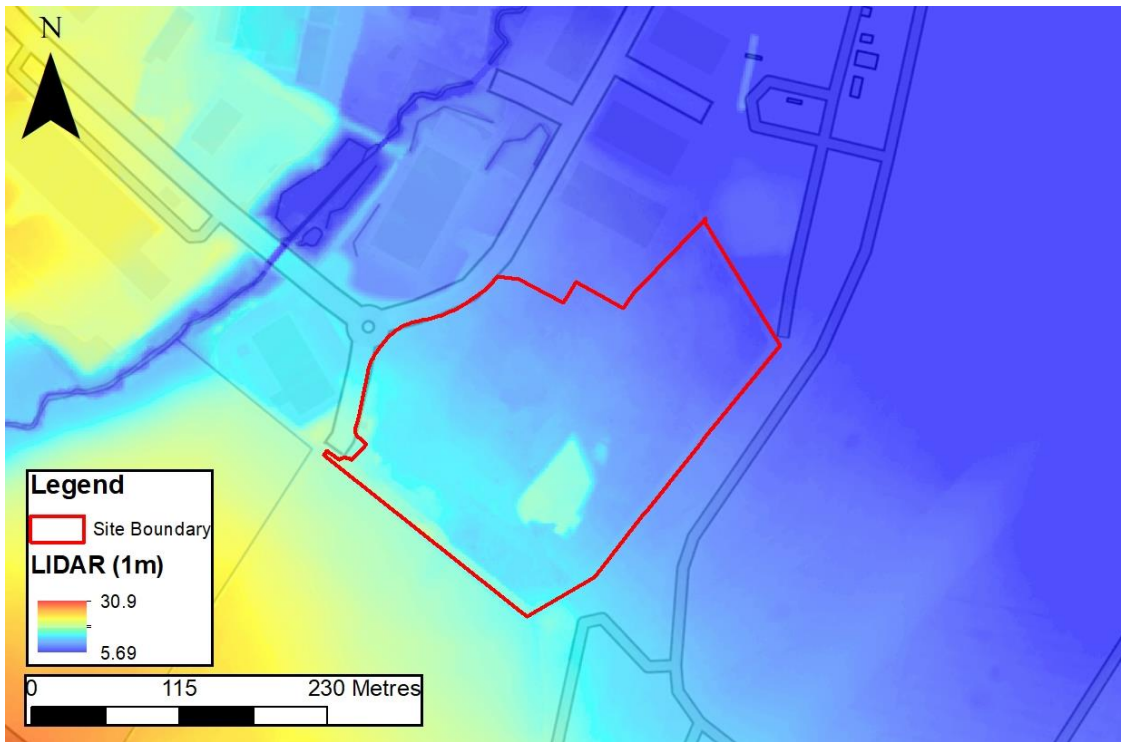 N
Legend
Site Boundary
LIDAR (1m)
30.9
5.69
0 115 230 Metres